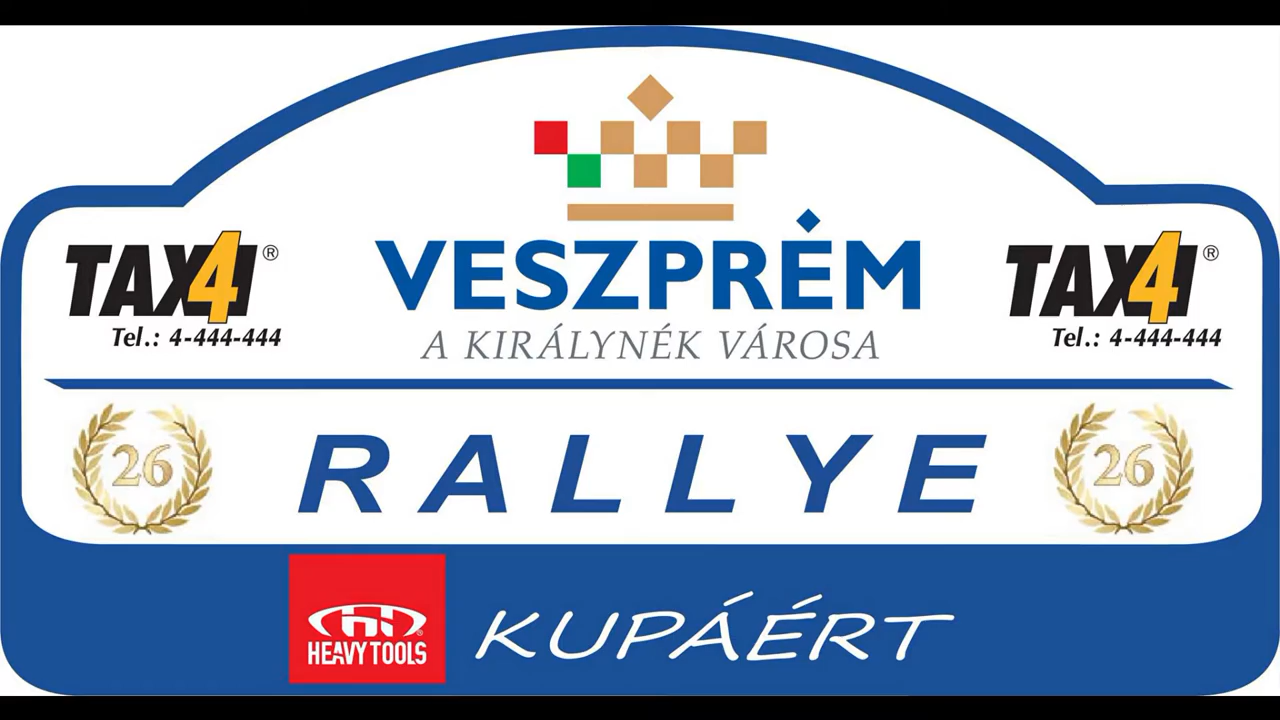 VESZPRÉM
A KIRÁLYNÉK VÁROSA
TAX4®
Tel.: 4-444-444
TAX4®
Tel.: 4-444-444
26
RALLYE
26
HEAVY TOOLS®
KUPÁÉRT